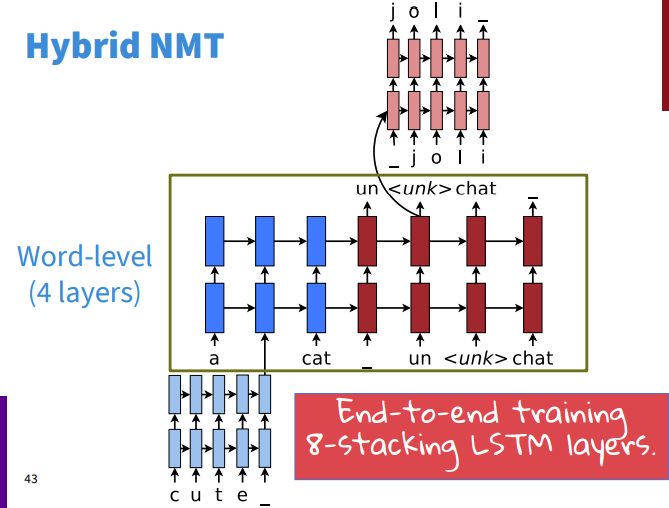 j o l i _
Hybrid NMT
_ j o l i
un <unk> chat _
Word-level
(4 layers)
a cat _ un <unk> chat
End-to-end training
8-stacking LSTM layers.
43
c u t e _